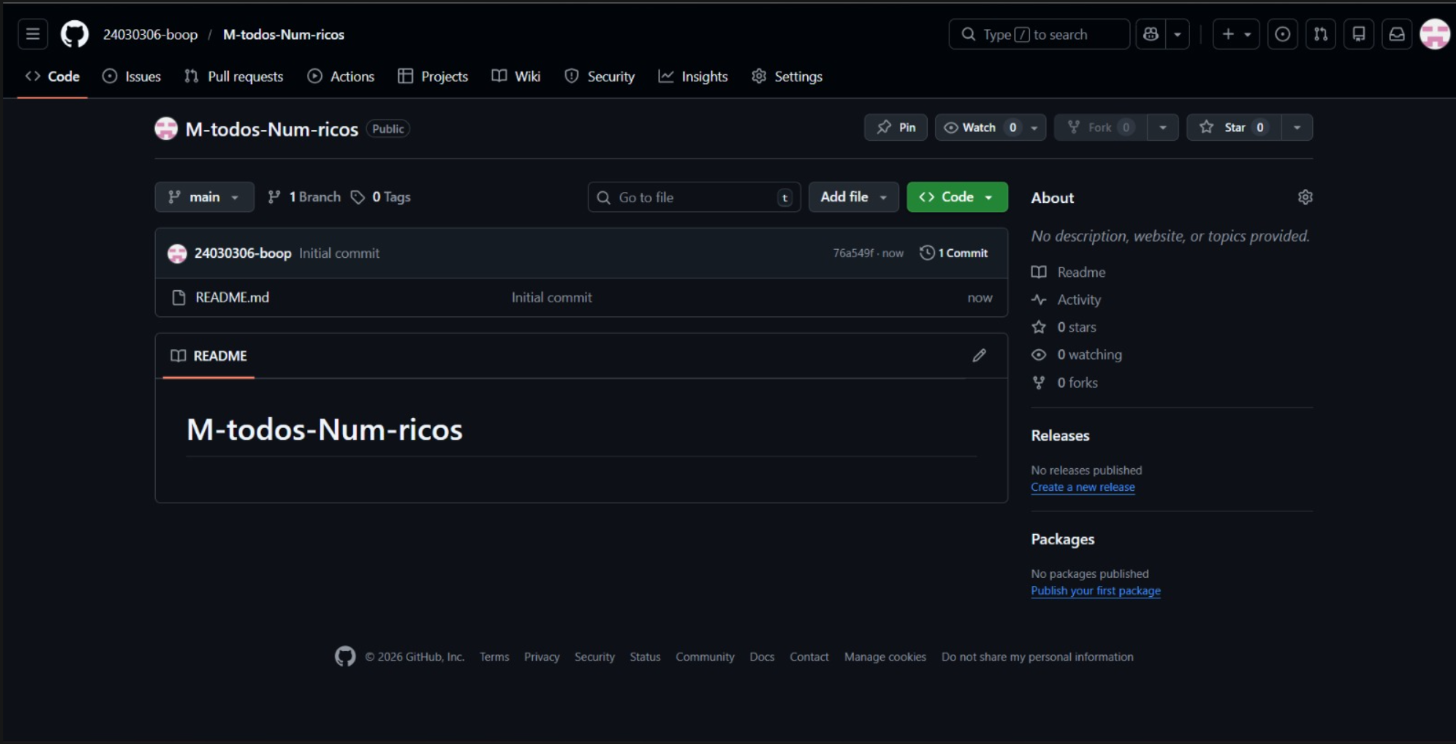 24030306-boop / M-todos-Num-ricos Type / to search
Code Issues Pull requests Actions Projects Wiki Security Insights Settings
M-todos-Num-ricos Public Pin Watch 0 Fork 0 Star 0
main 1 Branch 0 Tags Go to file t Add file Code
24030306-boop Initial commit 76a549f · now 1 Commit
README.md Initial commit now
README
M-todos-Num-ricos
About
No description, website, or topics provided.
Readme
Activity
0 stars
0 watching
0 forks
Releases
No releases published
Create a new release
Packages
No packages published
Publish your first package
© 2026 GitHub, Inc. Terms Privacy Security Status Community Docs Contact Manage cookies Do not share my personal information